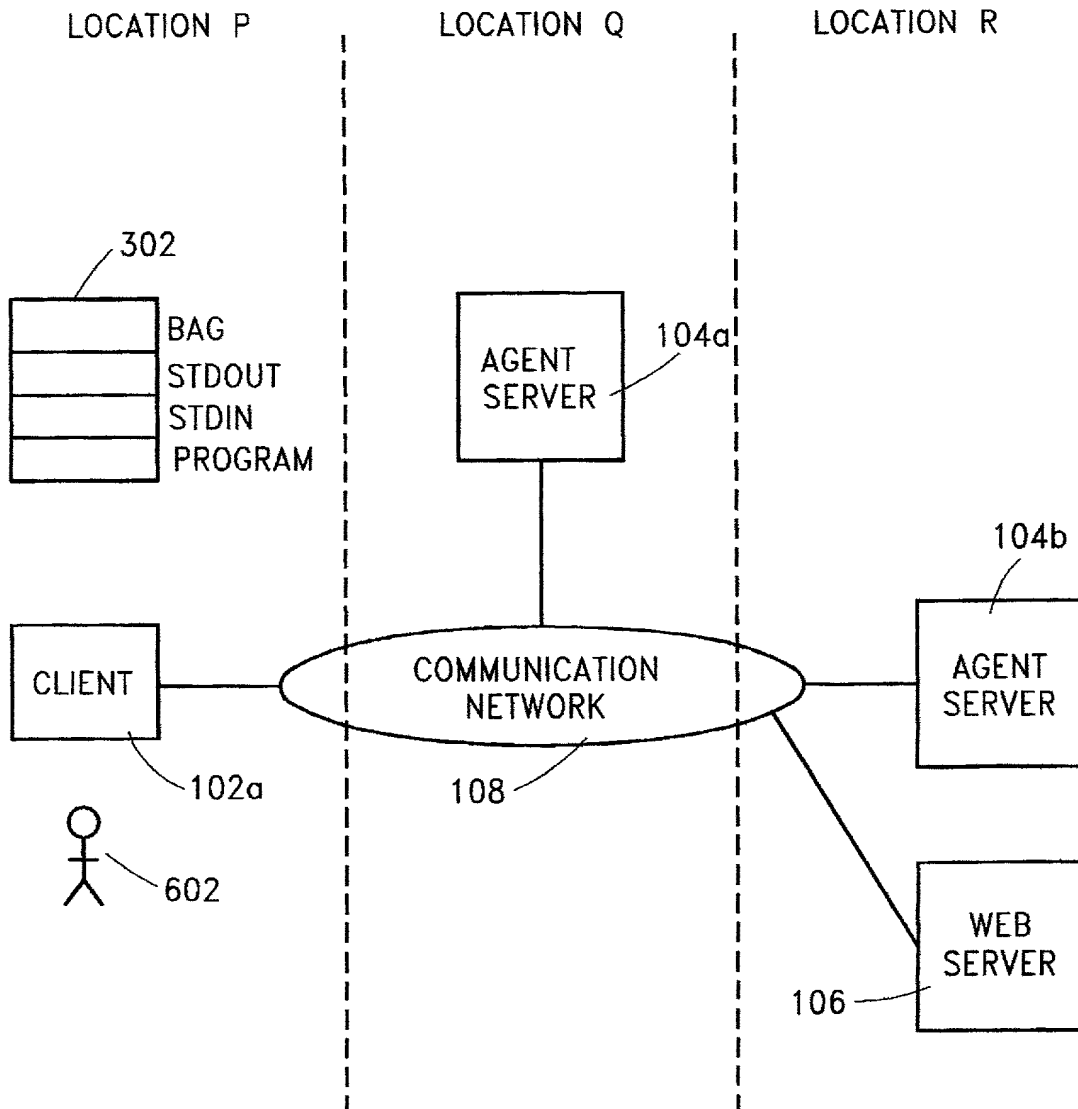 LOCATION P
LOCATION Q
LOCATION R
302
BAG
STDOUT
STDIN
PROGRAM
AGENT
SERVER
104a
104b
CLIENT
COMMUNICATION
NETWORK
AGENT
SERVER
102a
108
602
WEB
SERVER
106